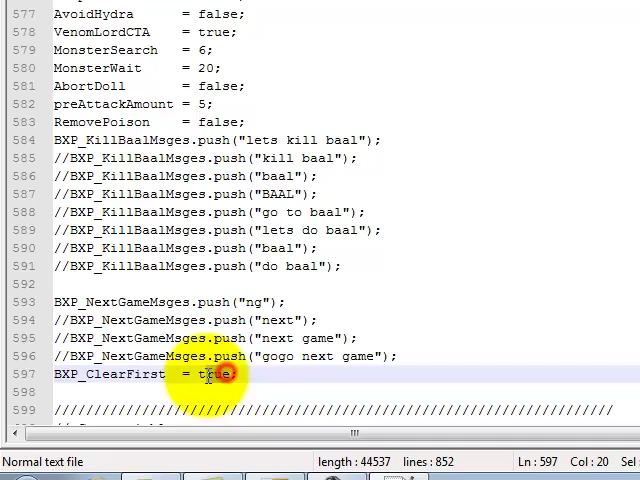 577 AvoidHydra = false;
578 VenomLordCTA = true;
579 MonsterSearch = 6;
580 MonsterWait = 20;
581 AbortDoll = false;
582 preAttackAmount = 5;
583 RemovePoison = false;
584 BXP_KillBaalMsges.push("lets kill baal");
585 //BXP_KillBaalMsges.push("kill baal");
586 //BXP_KillBaalMsges.push("baal");
587 //BXP_KillBaalMsges.push("BAAL");
588 //BXP_KillBaalMsges.push("go to baal");
589 //BXP_KillBaalMsges.push("lets do baal");
590 //BXP_KillBaalMsges.push("baal");
591 //BXP_KillBaalMsges.push("do baal");
592
593 BXP_NextGameMsges.push("ng");
594 //BXP_NextGameMsges.push("next");
595 //BXP_NextGameMsges.push("next game");
596 //BXP_NextGameMsges.push("gogo next game");
597 BXP_ClearFirst = true;
598
599 //////////////////////////////////////////////////////////////////////
Normal text file length : 44537 lines : 852 Ln : 597 Col : 20 Sel :